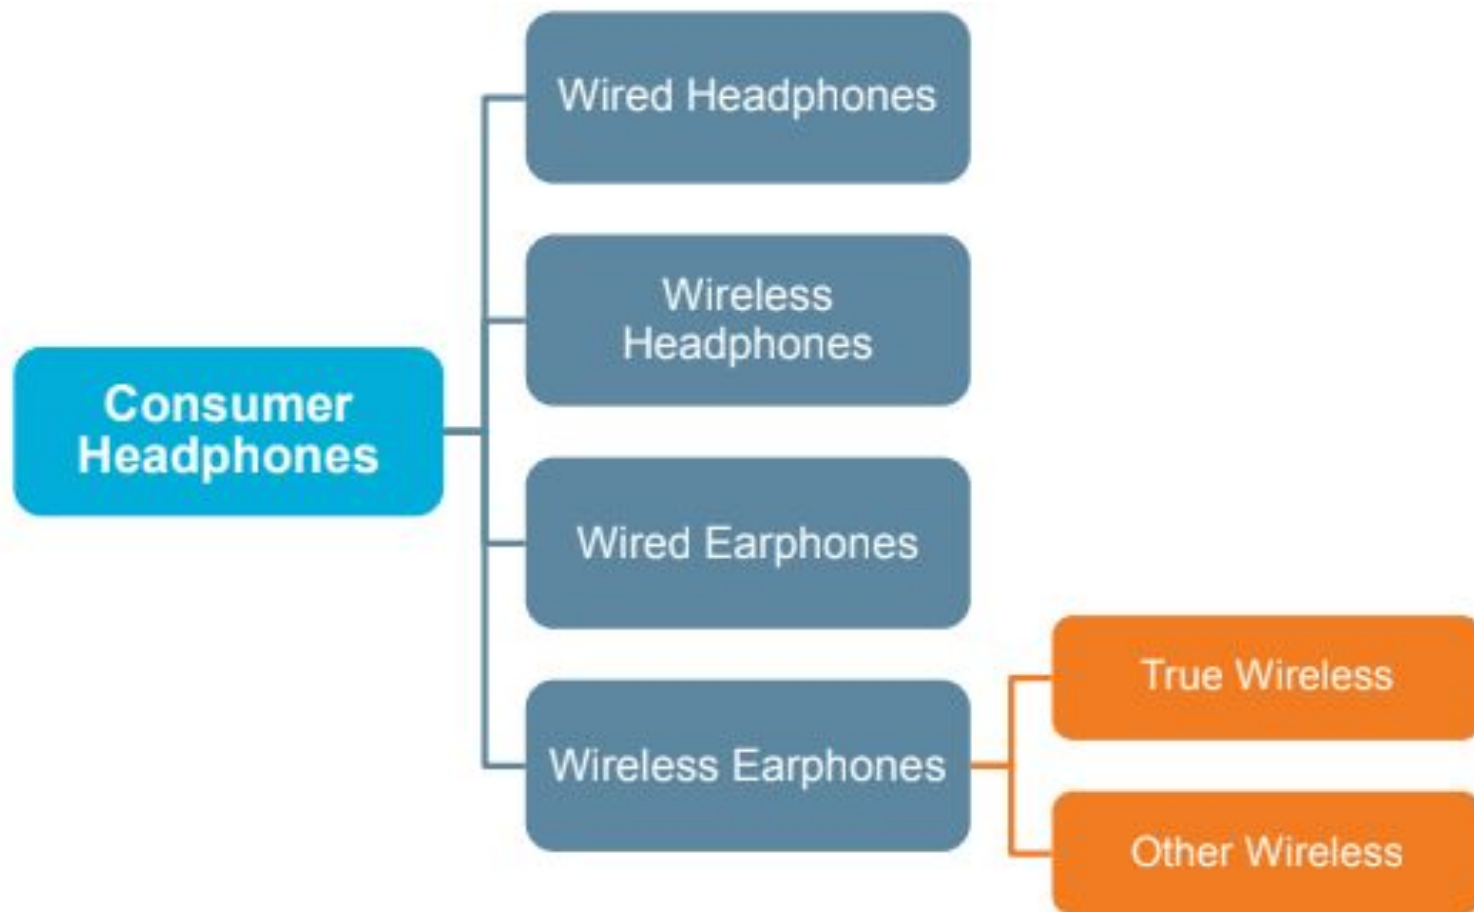 Wired Headphones
Wireless
Headphones
Consumer
Headphones
Wired Earphones
True Wireless
Wireless Earphones
Other Wireless